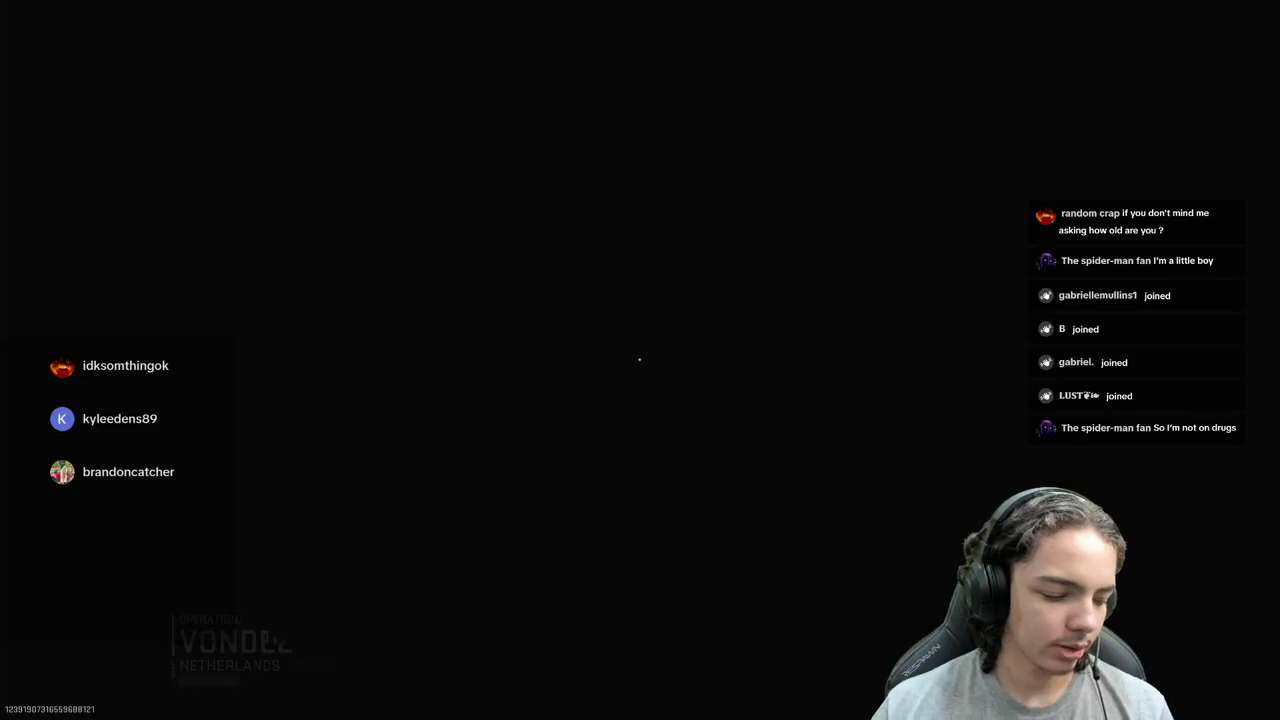 random crap if you don't mind me
asking how old are you ?
The spider-man fan I'm a little boy
gabriellemullins1 joined
B joined
gabriel. joined
LUST joined
The spider-man fan So I'm not on drugs
idksomthingok
K kyleedens89
brandoncatcher
OPERATION/
VONDEL
NETHERLANDS
12391907316559688121